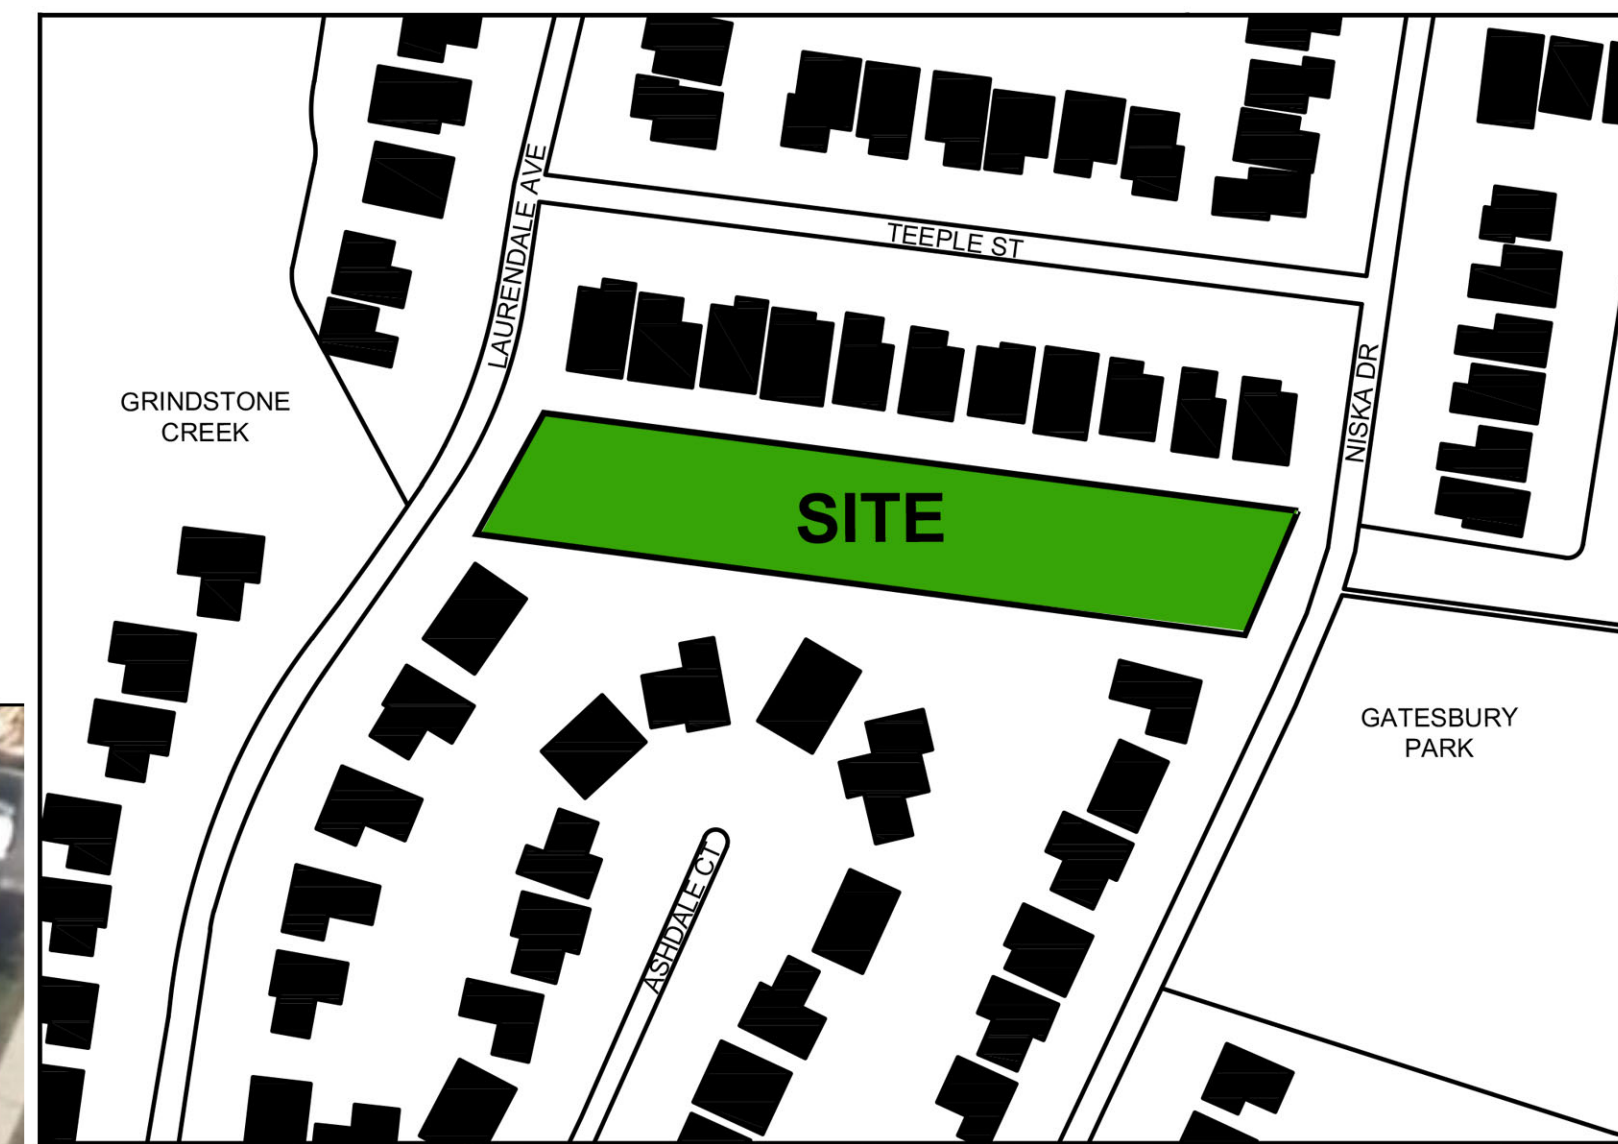 LAURENDALE AVE
TEEPLE ST
NISKA DR
GRINDSTONE
CREEK
SITE
GATESBURY
PARK
ASHDALE CT